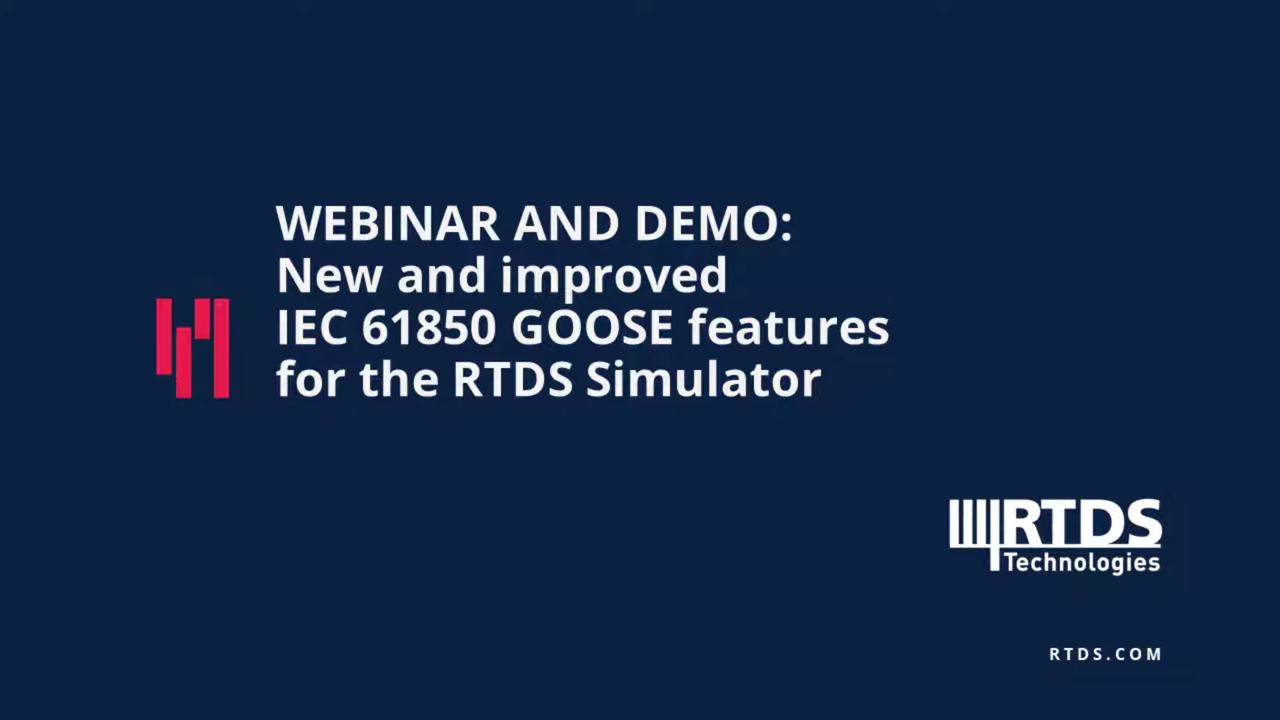 WEBINAR AND DEMO:
New and improved
IEC 61850 GOOSE features
for the RTDS Simulator
RTDS
Technologies
RTDS.COM